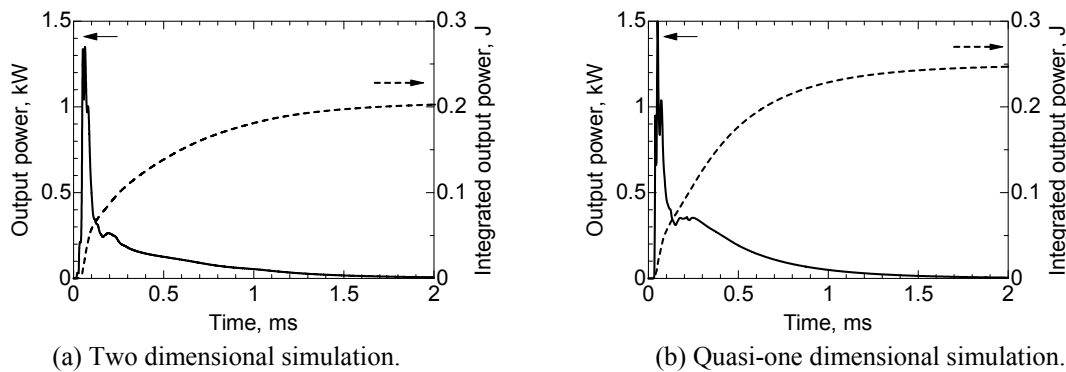 1.5
1
0.5
0
Output power, kW
0.3
0.2
0.1
0
Integrated output power, J
0 0.5 1 1.5 2
Time, ms
(a) Two dimensional simulation.
1.5
1
0.5
0
Output power, kW
0.3
0.2
0.1
0
Integrated output power, J
0 0.5 1 1.5 2
Time, ms
(b) Quasi-one dimensional simulation.